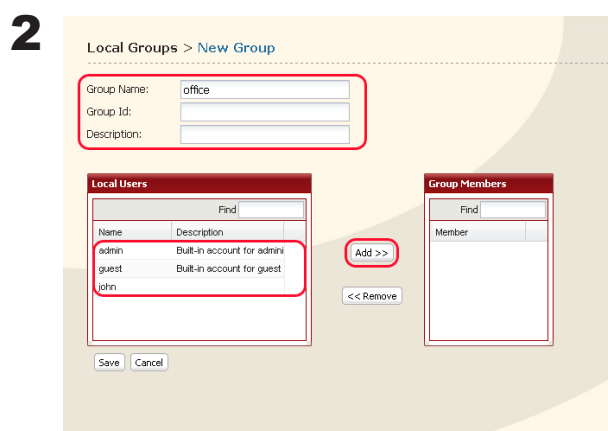 2
Local Groups > New Group
Group Name: office
Group Id:
Description:
Local Users
Find
Name Description
admin Built-in account for admini
guest Built-in account for guest
john
Add >>
<< Remove
Group Members
Find
Member
Save Cancel